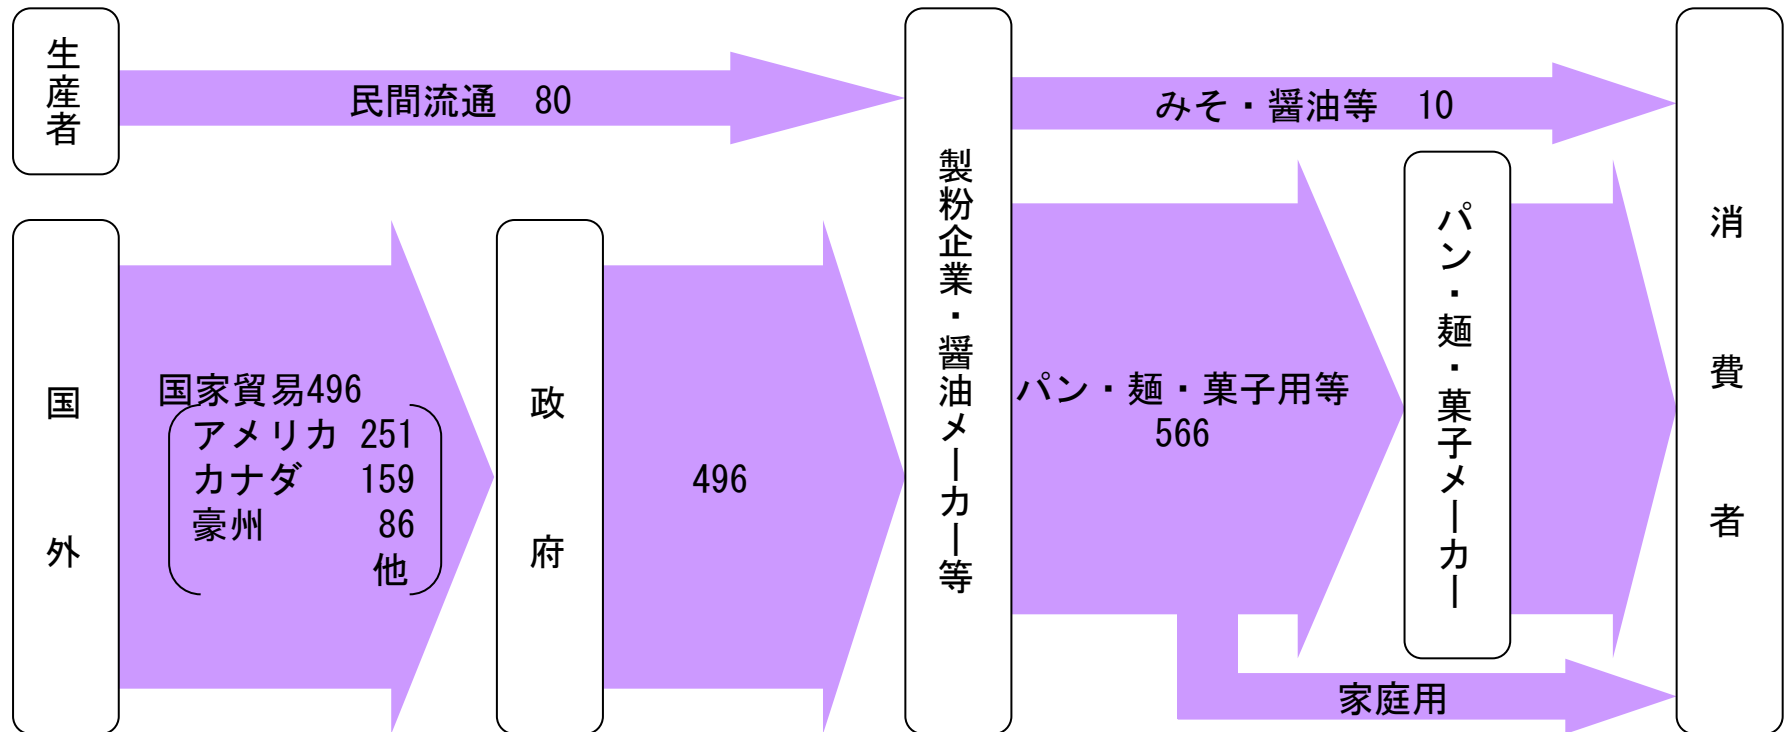 生産者
民間流通 80
国外
国家貿易496
アメリカ 251
カナダ 159
豪州 86
他
政府
496
製粉企業・醤油メーカー等
みそ・醤油等 10
パン・麺・菓子用等
566
パン・麺・菓子メーカー
家庭用
消費者